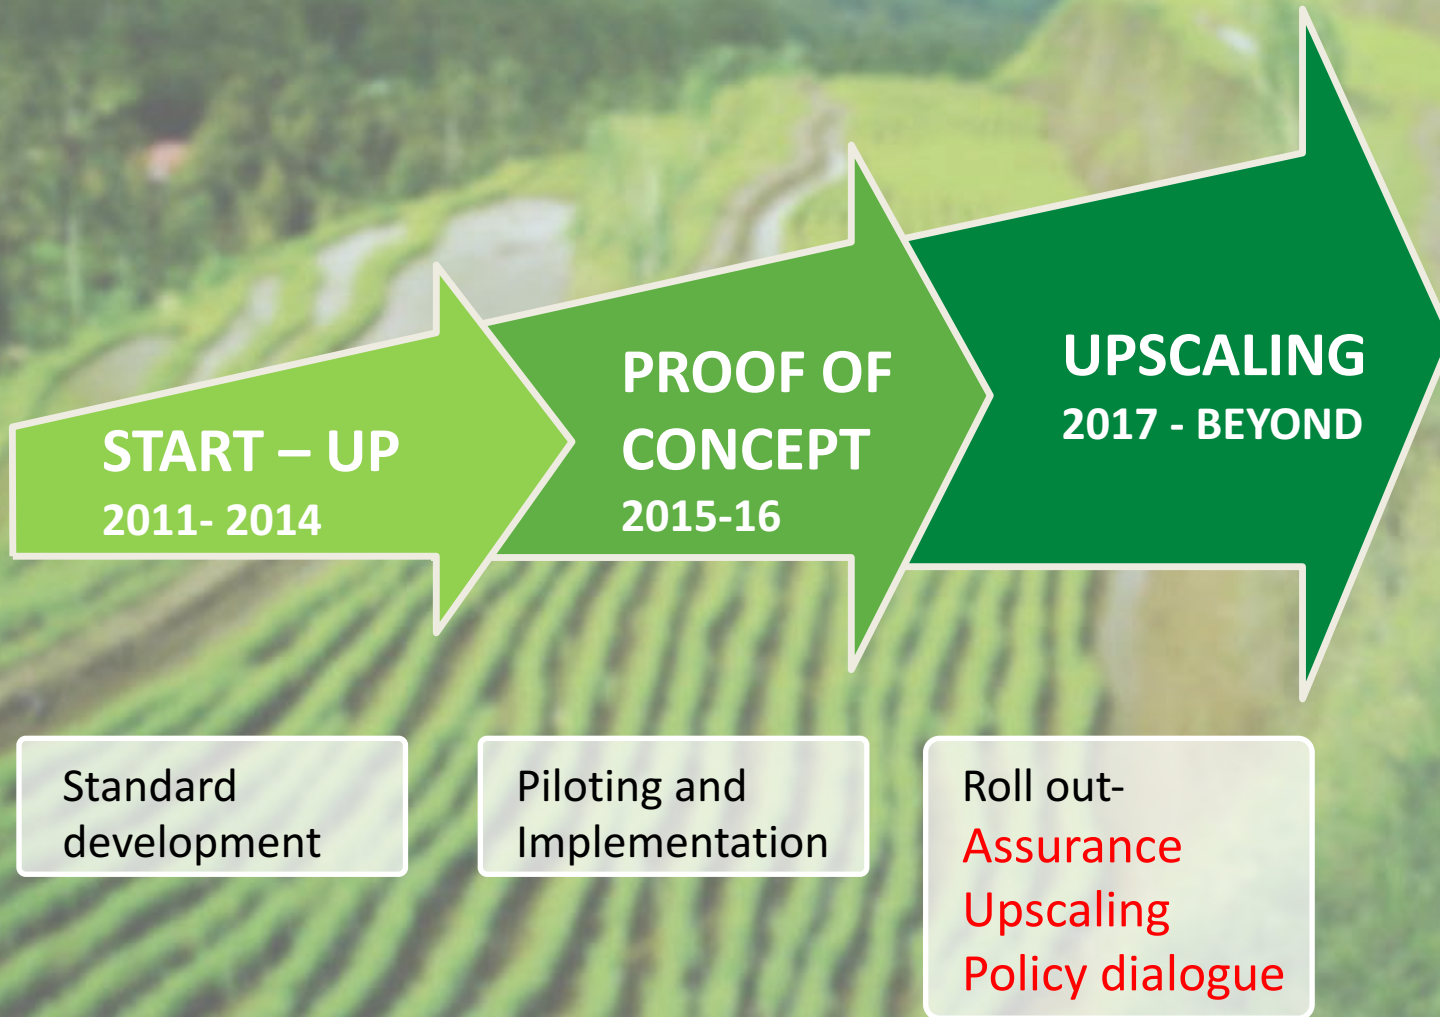 START – UP
2011- 2014
PROOF OF
CONCEPT
2015-16
UPSCALING
2017 - BEYOND
Standard
development
Piloting and
Implementation
Roll out-
Assurance
Upscaling
Policy dialogue